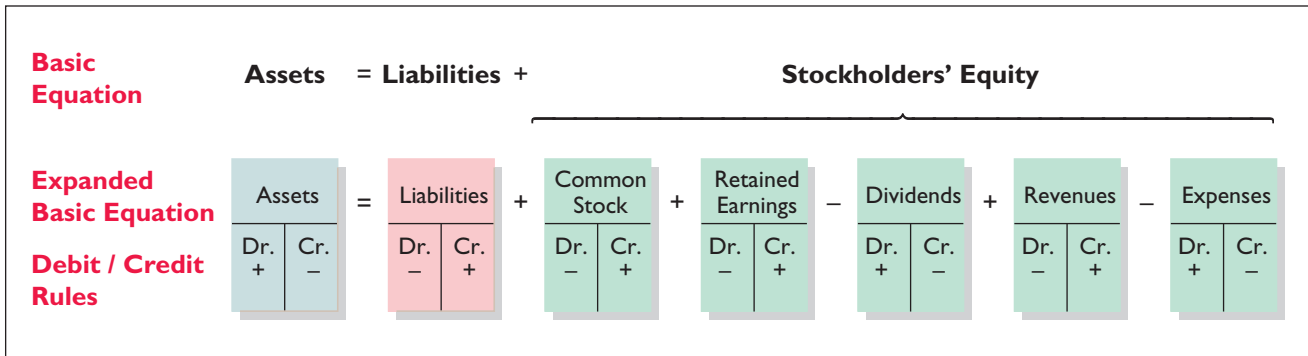 Basic Equation
Assets = Liabilities + Stockholders’ Equity
Expanded Basic Equation
Assets = Liabilities + Common Stock + Retained Earnings – Dividends + Revenues – Expenses
Debit / Credit Rules
Dr. Cr. Dr. Cr. Dr. Cr. Dr. Cr. Dr. Cr. Dr. Cr. Dr. Cr.
+ – – + – + – + + – – + + –